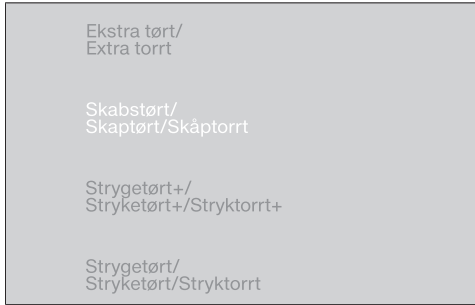 Ekstra tørt/
Extra torrt
Skabstørt/
Skaptørt/Skåptorrt
Strygetørt+/
Stryketørt+/Stryktorrt+
Strygetørt/
Stryketørt/Stryktorrt